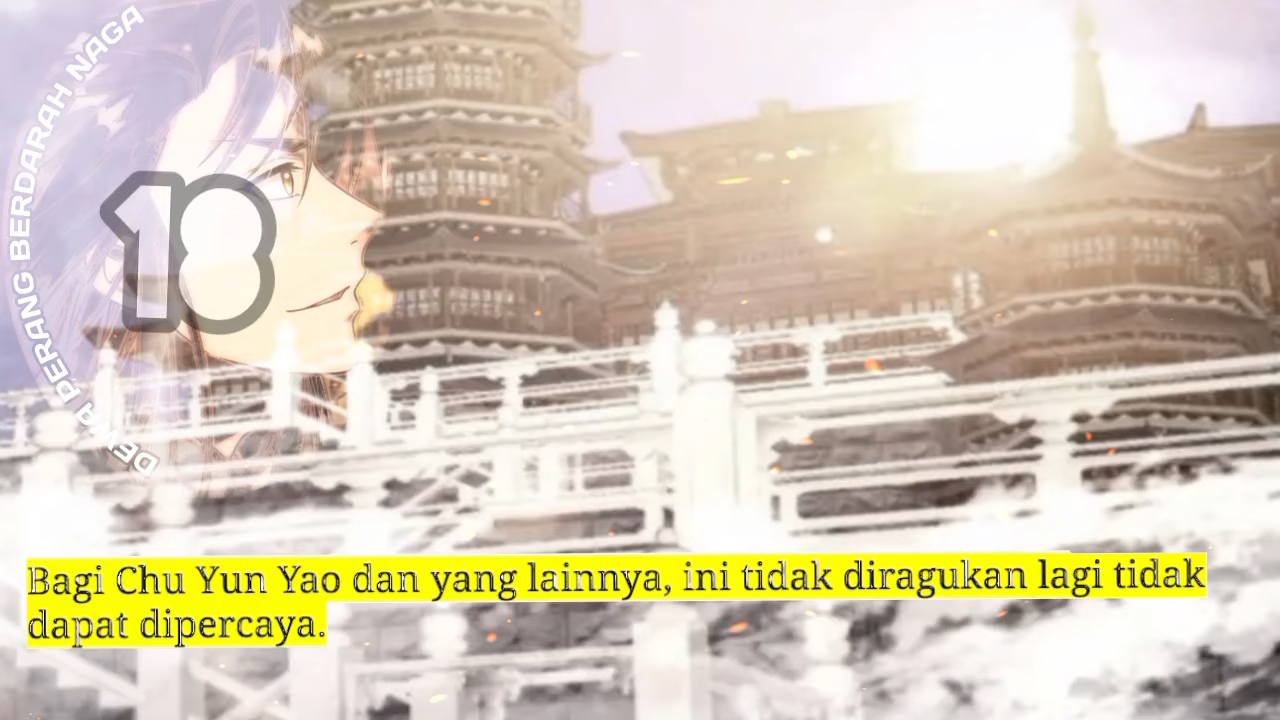 DEWA PERANG BERDARAH NAGA
18
Bagi Chu Yun Yao dan yang lainnya, ini tidak diragukan lagi tidak
dapat dipercaya.